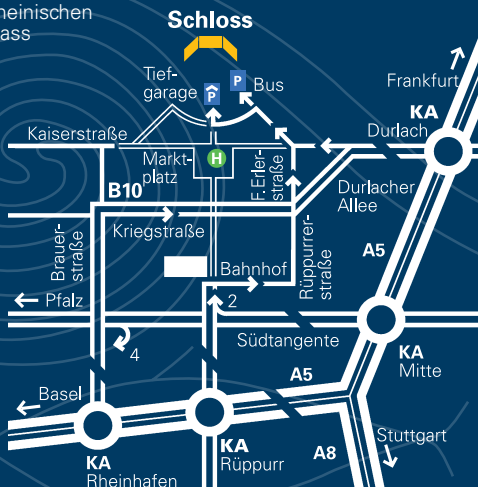 heinischen
ass
Schloss
Tief-
garage
P
P
Bus
Frankfurt
KA
Durlach
Kaiserstraße
Markt-
platz
H
F.Erler-
straße
B10
Durlacher
Allee
Kriegstraße
Brauer-
straße
Rüppurrer-
straße
A5
Bahnhof
Pfalz
2
4
Südtangente
KA
Mitte
A5
Basel
KA
Rheinhafen
KA
Rüppurr
A8
Stuttgart